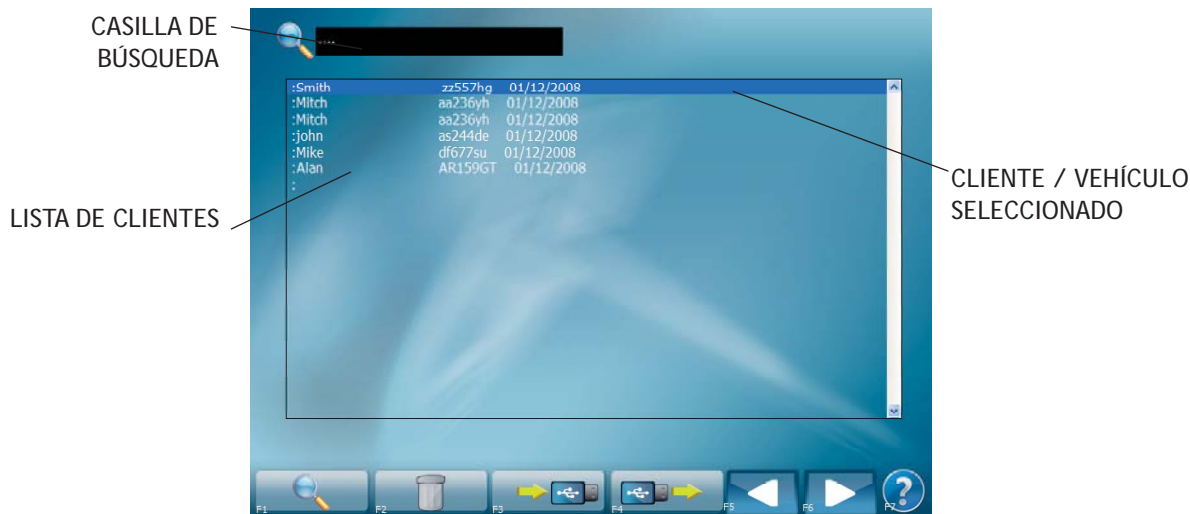 CASILLA DE
BÚSQUEDA
:Smith zz557hg 01/12/2008
:Mitch aa236yh 01/12/2008
:Mitch aa236yh 01/12/2008
:john as244de 01/12/2008
:Mike df677su 01/12/2008
:Alan AR159GT 01/12/2008
:
LISTA DE CLIENTES
CLIENTE / VEHÍCULO
SELECCIONADO
F1 F2 F3 F4 F5 F6 F7 ?